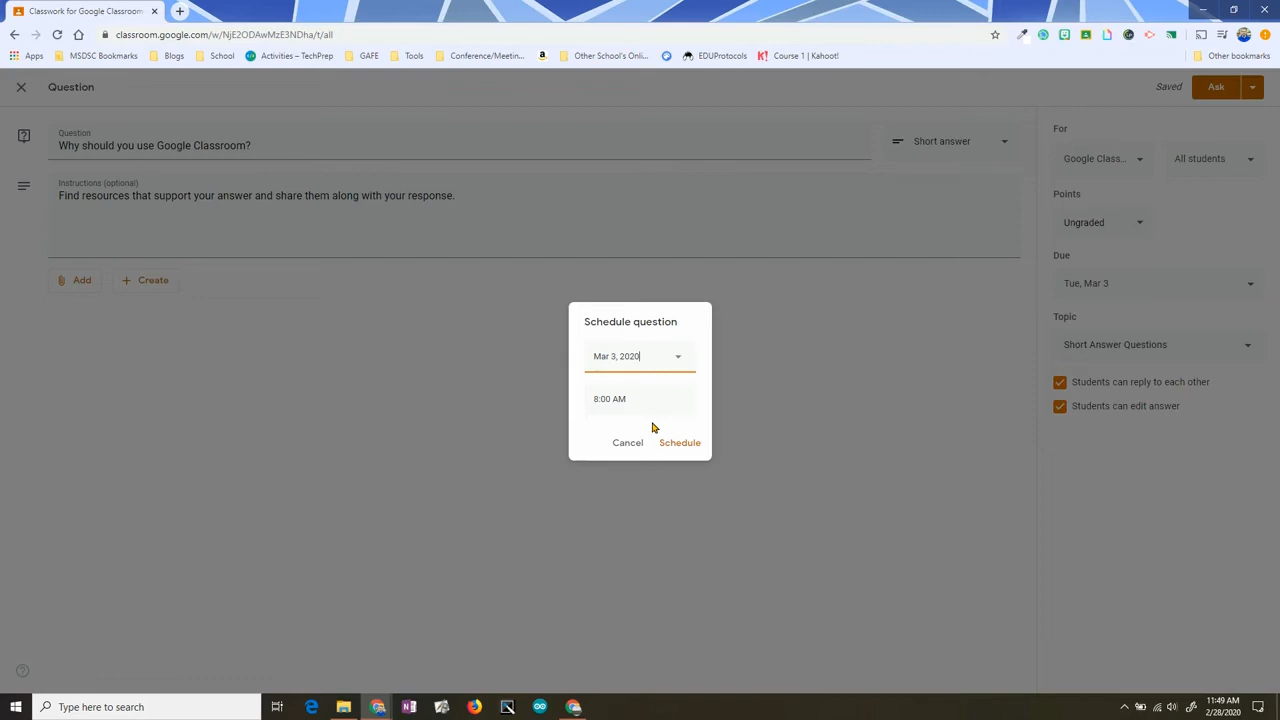 Classwork for Google Classroom
classroom.google.com/w/NjE2ODAwMzE3NDha/t/all
Apps
MSDSC Bookmarks
Blogs
School
Activities – TechPrep
GAFE
Tools
Conference/Meetin...
Other School's Onli...
EDUProtocols
Course 1 | Kahoot!
Other bookmarks
Question
Saved
Ask
Question
Why should you use Google Classroom?
Short answer
Instructions (optional)
Find resources that support your answer and share them along with your response.
Add
Create
For
Google Class...
All students
Points
Ungraded
Due
Tue, Mar 3
Topic
Short Answer Questions
Students can reply to each other
Students can edit answer
Schedule question
Mar 3, 2020
8:00 AM
Cancel
Schedule
Type here to search
11:49 AM
2/28/2020